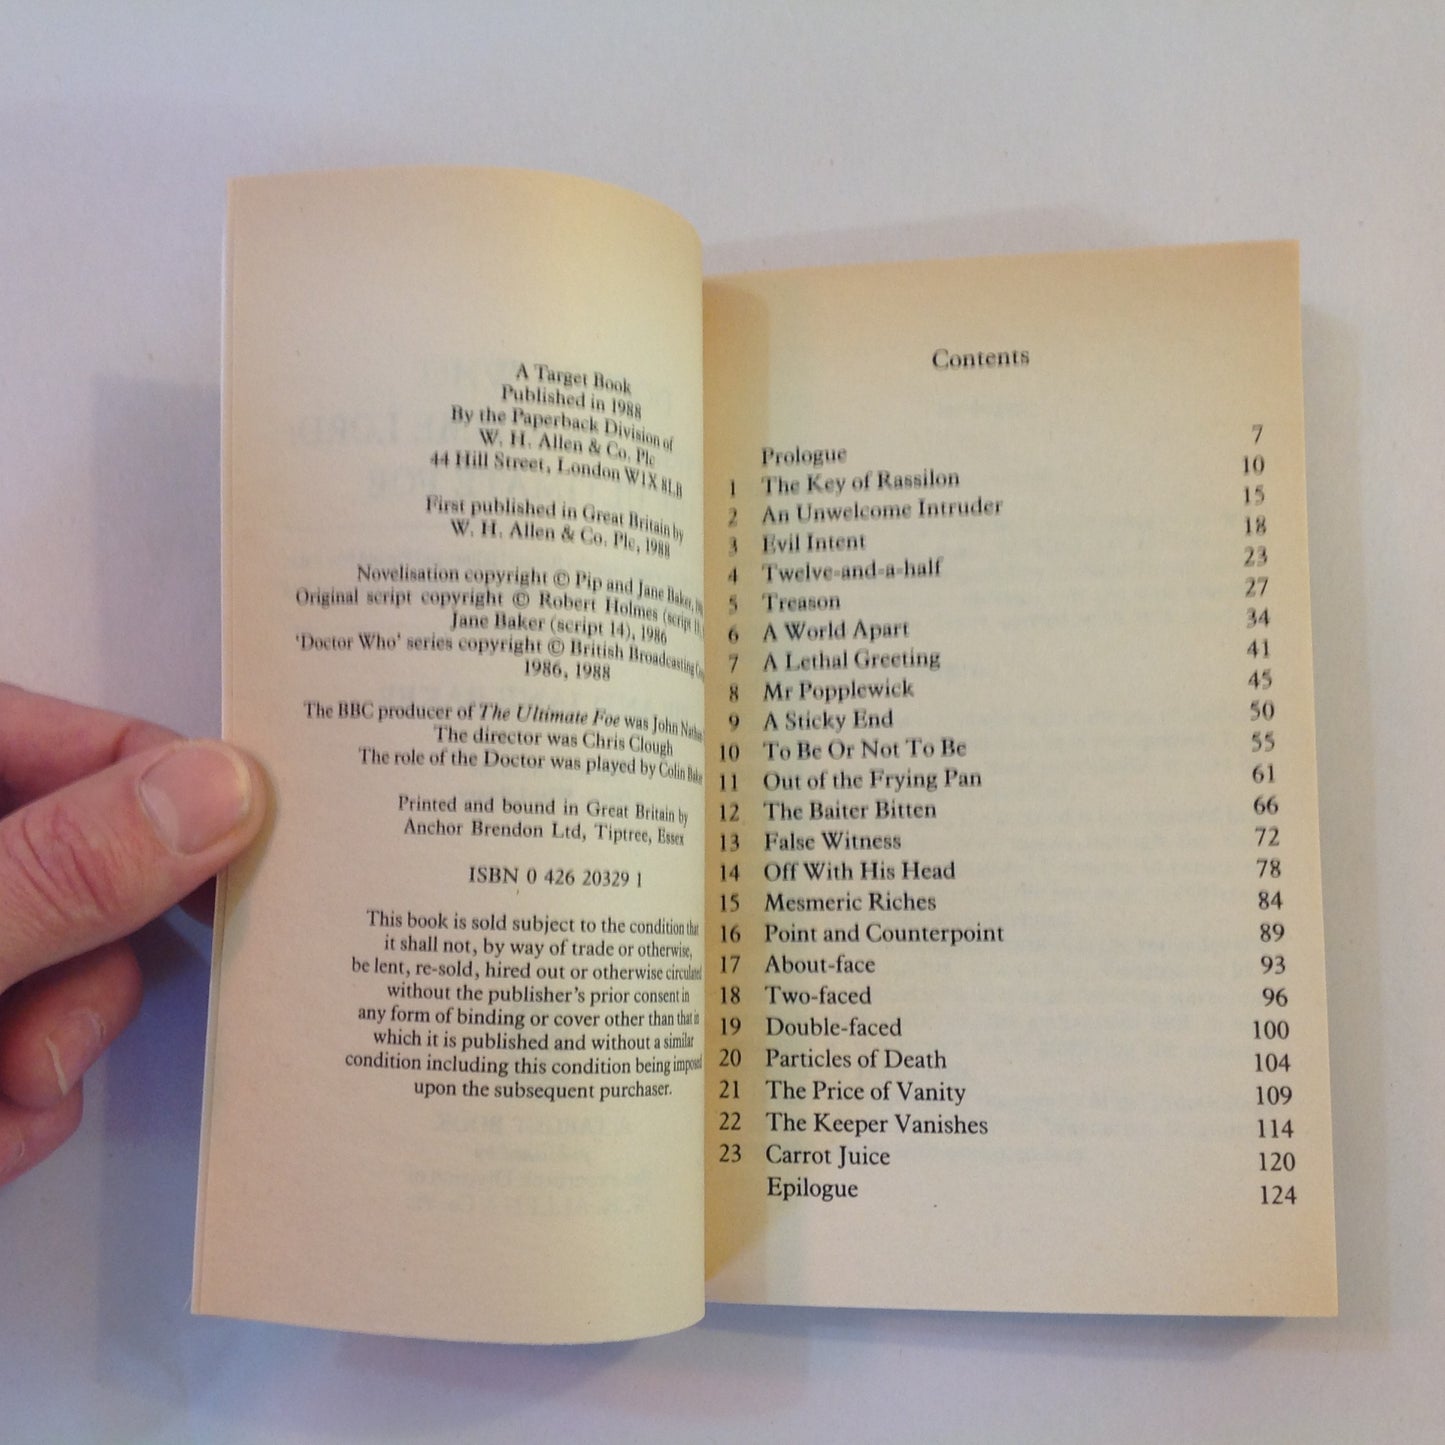 A Target Book
Published in 1988
By the Paperback Division of
W. H. Allen & Co. Plc
44 Hill Street, London W1X 8LB
First published in Great Britain by
W. H. Allen & Co. Plc, 1988
Novelisation copyright © Pip and Jane Baker,
Original script copyright © Robert Holmes (script
Jane Baker (script 14), 1986
'Doctor Who' series copyright © British Broadcasting
1986, 1988
The BBC producer of The Ultimate Foe was John
The director was Chris Clough
The role of the Doctor was played by Colin
Printed and bound in Great Britain by
Anchor Brendon Ltd, Tiptree, Essex
ISBN 0 426 20329 1
This book is sold subject to the condition that
it shall not, by way of trade or otherwise,
be lent, re-sold, hired out or otherwise circulated
without the publisher's prior consent in
any form of binding or cover other than that in
which it is published and without a similar
condition including this condition being imposed
upon the subsequent purchaser.
Contents
Prologue 7
1 The Key of Rassilon 10
2 An Unwelcome Intruder 15
3 Evil Intent 18
4 Twelve-and-a-half 23
5 Treason 27
6 A World Apart 34
7 A Lethal Greeting 41
8 Mr Popplewick 45
9 A Sticky End 50
10 To Be Or Not To Be 55
11 Out of the Frying Pan 61
12 The Baiter Bitten 66
13 False Witness 72
14 Off With His Head 78
15 Mesmeric Riches 84
16 Point and Counterpoint 89
17 About-face 93
18 Two-faced 96
19 Double-faced 100
20 Particles of Death 104
21 The Price of Vanity 109
22 The Keeper Vanishes 114
23 Carrot Juice 120
Epilogue 124